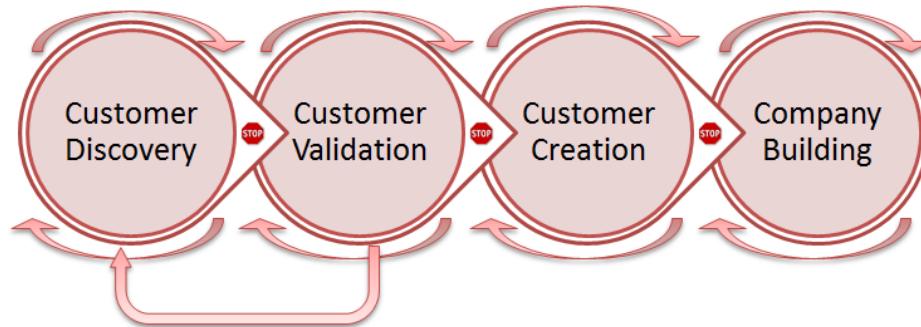 Customer
Discovery
STOP
Customer
Validation
STOP
Customer
Creation
STOP
Company
Building